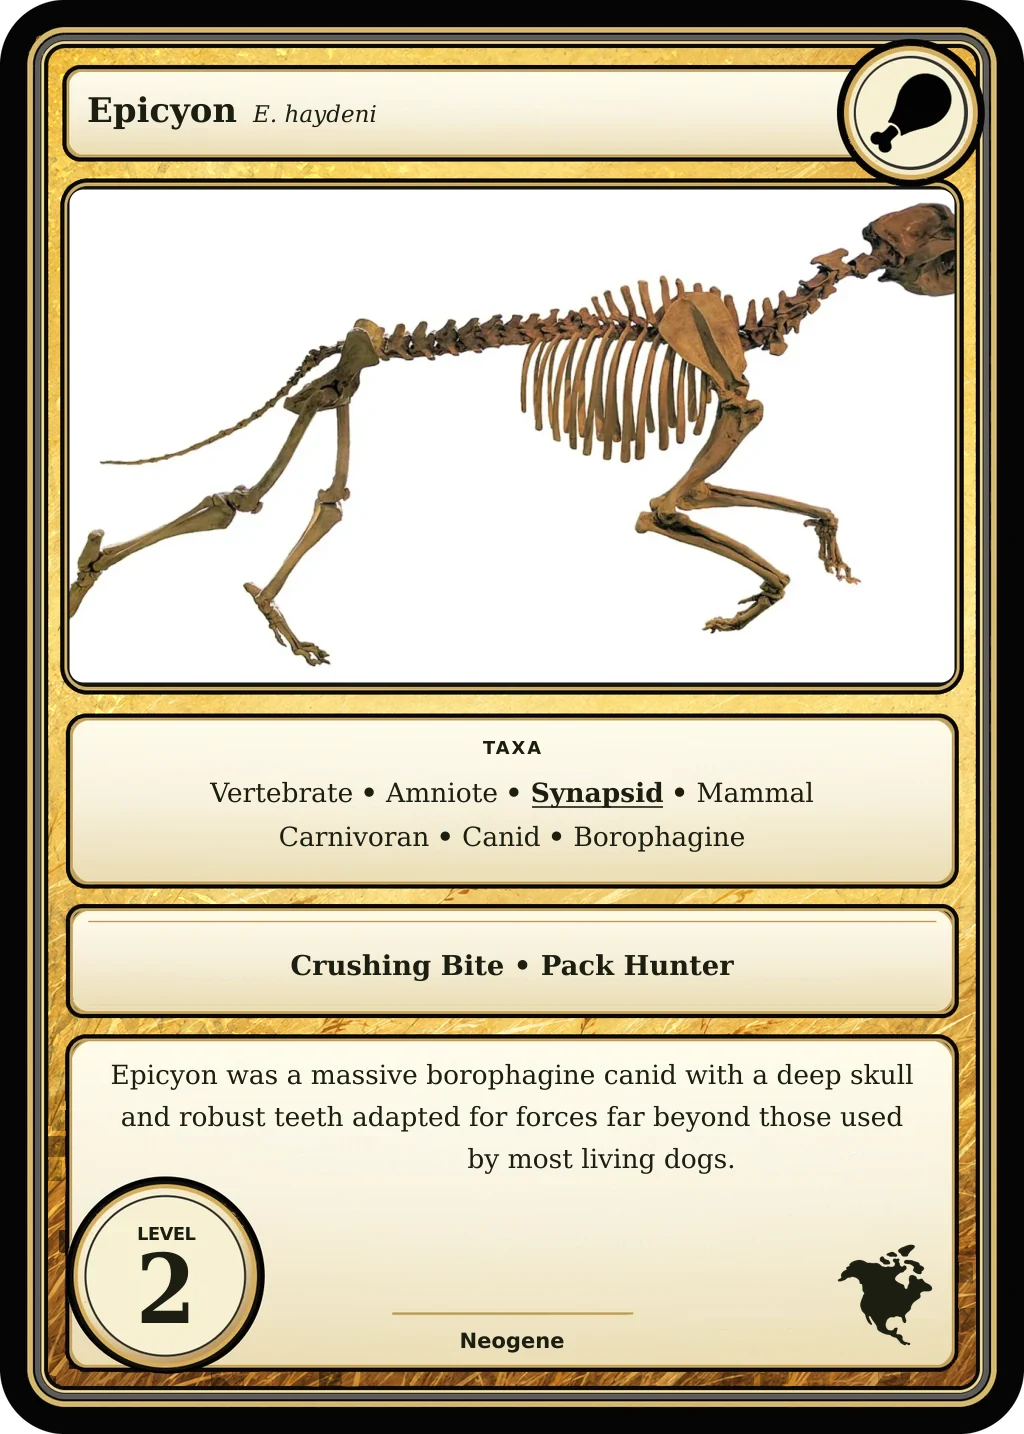 Epicyon E. haydeni
TAXA
Vertebrate • Amniote • Synapsid • Mammal
Carnivoran • Canid • Borophagine
Crushing Bite • Pack Hunter
Epicyon was a massive borophagine canid with a deep skull
and robust teeth adapted for forces far beyond those used
by most living dogs.
LEVEL
2
Neogene